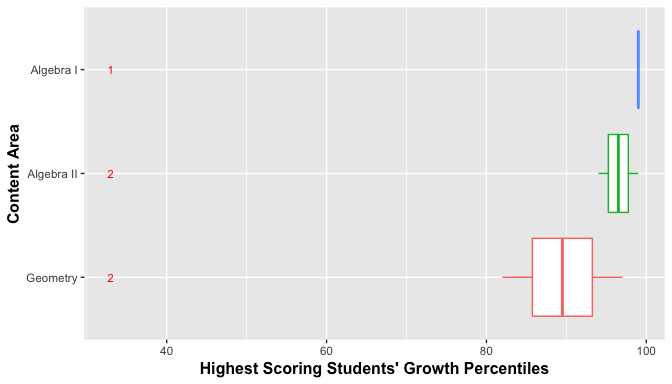 Content Area
Algebra I 1
Algebra II 2
Geometry 2
40 60 80 100
Highest Scoring Students' Growth Percentiles